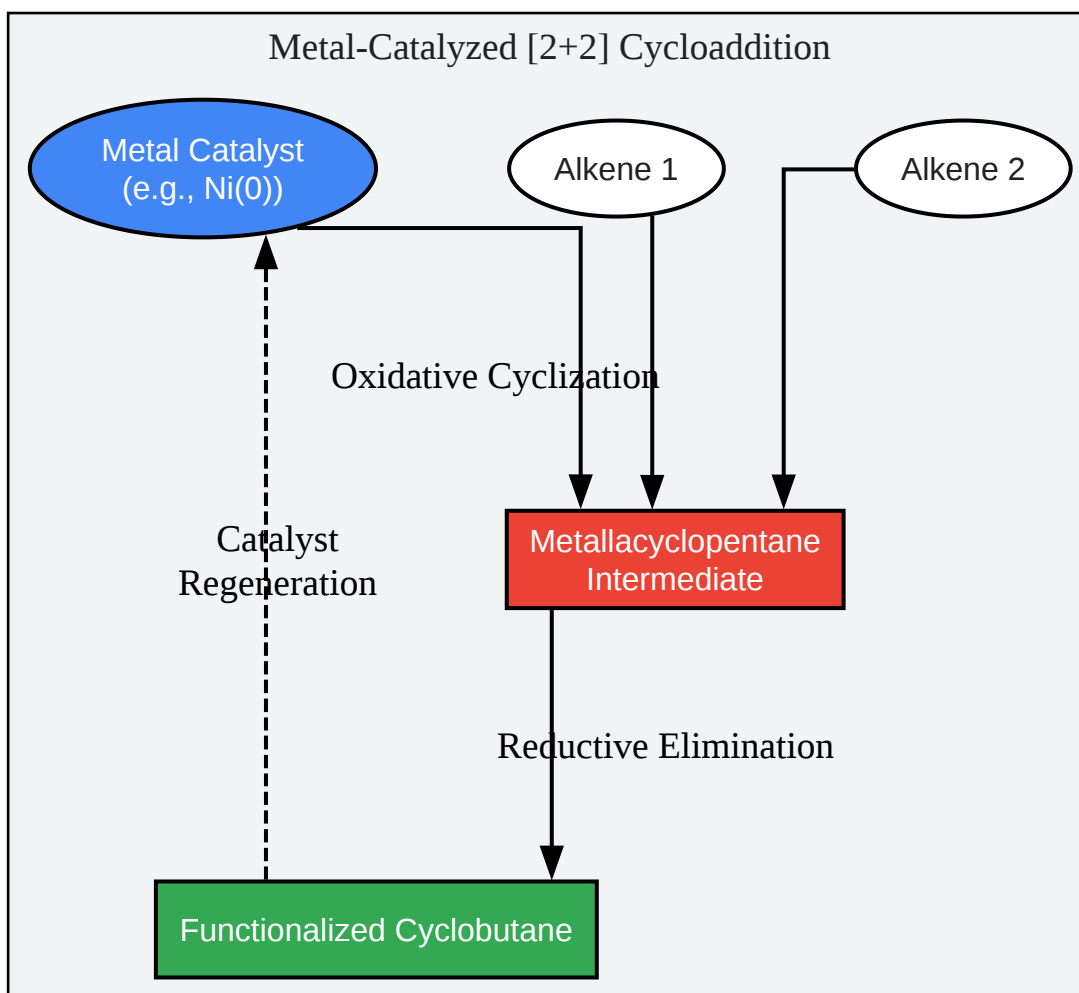 Metal-Catalyzed [2+2] Cycloaddition
Metal Catalyst
(e.g., Ni(0))
Alkene 1
Alkene 2
Oxidative Cyclization
Catalyst
Regeneration
Metallacyclopentane
Intermediate
Reductive Elimination
Functionalized Cyclobutane